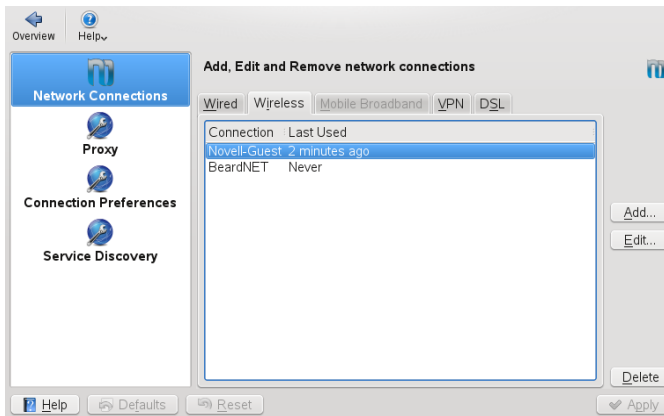 Overview Help
Network Connections
Proxy
Connection Preferences
Service Discovery
Add, Edit and Remove network connections
Wired Wireless Mobile Broadband VPN DSL
Connection Last Used
Novell-Guest 2 minutes ago
BeardNET Never
Add...
Edit...
Delete
Help Defaults Reset Apply